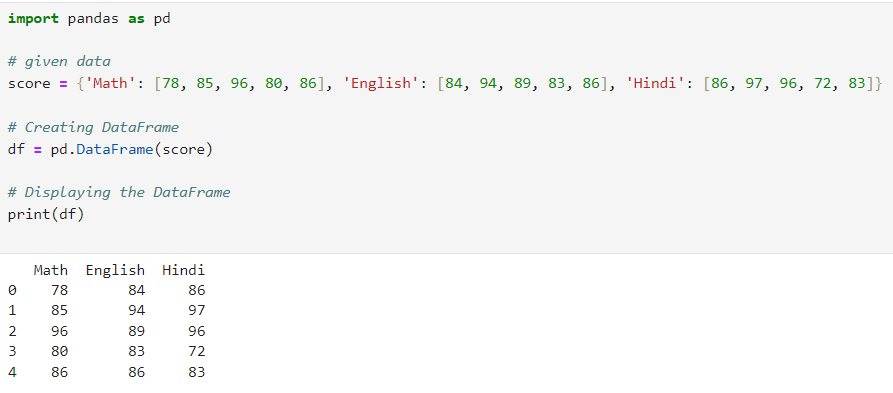 import pandas as pd
# given data
score = {'Math': [78, 85, 96, 80, 86], 'English': [84, 94, 89, 83, 86], 'Hindi': [86, 97, 96, 72, 83]}
# Creating DataFrame
df = pd.DataFrame(score)
# Displaying the DataFrame
print(df)
Math English Hindi
0 78 84 86
1 85 94 97
2 96 89 96
3 80 83 72
4 86 86 83